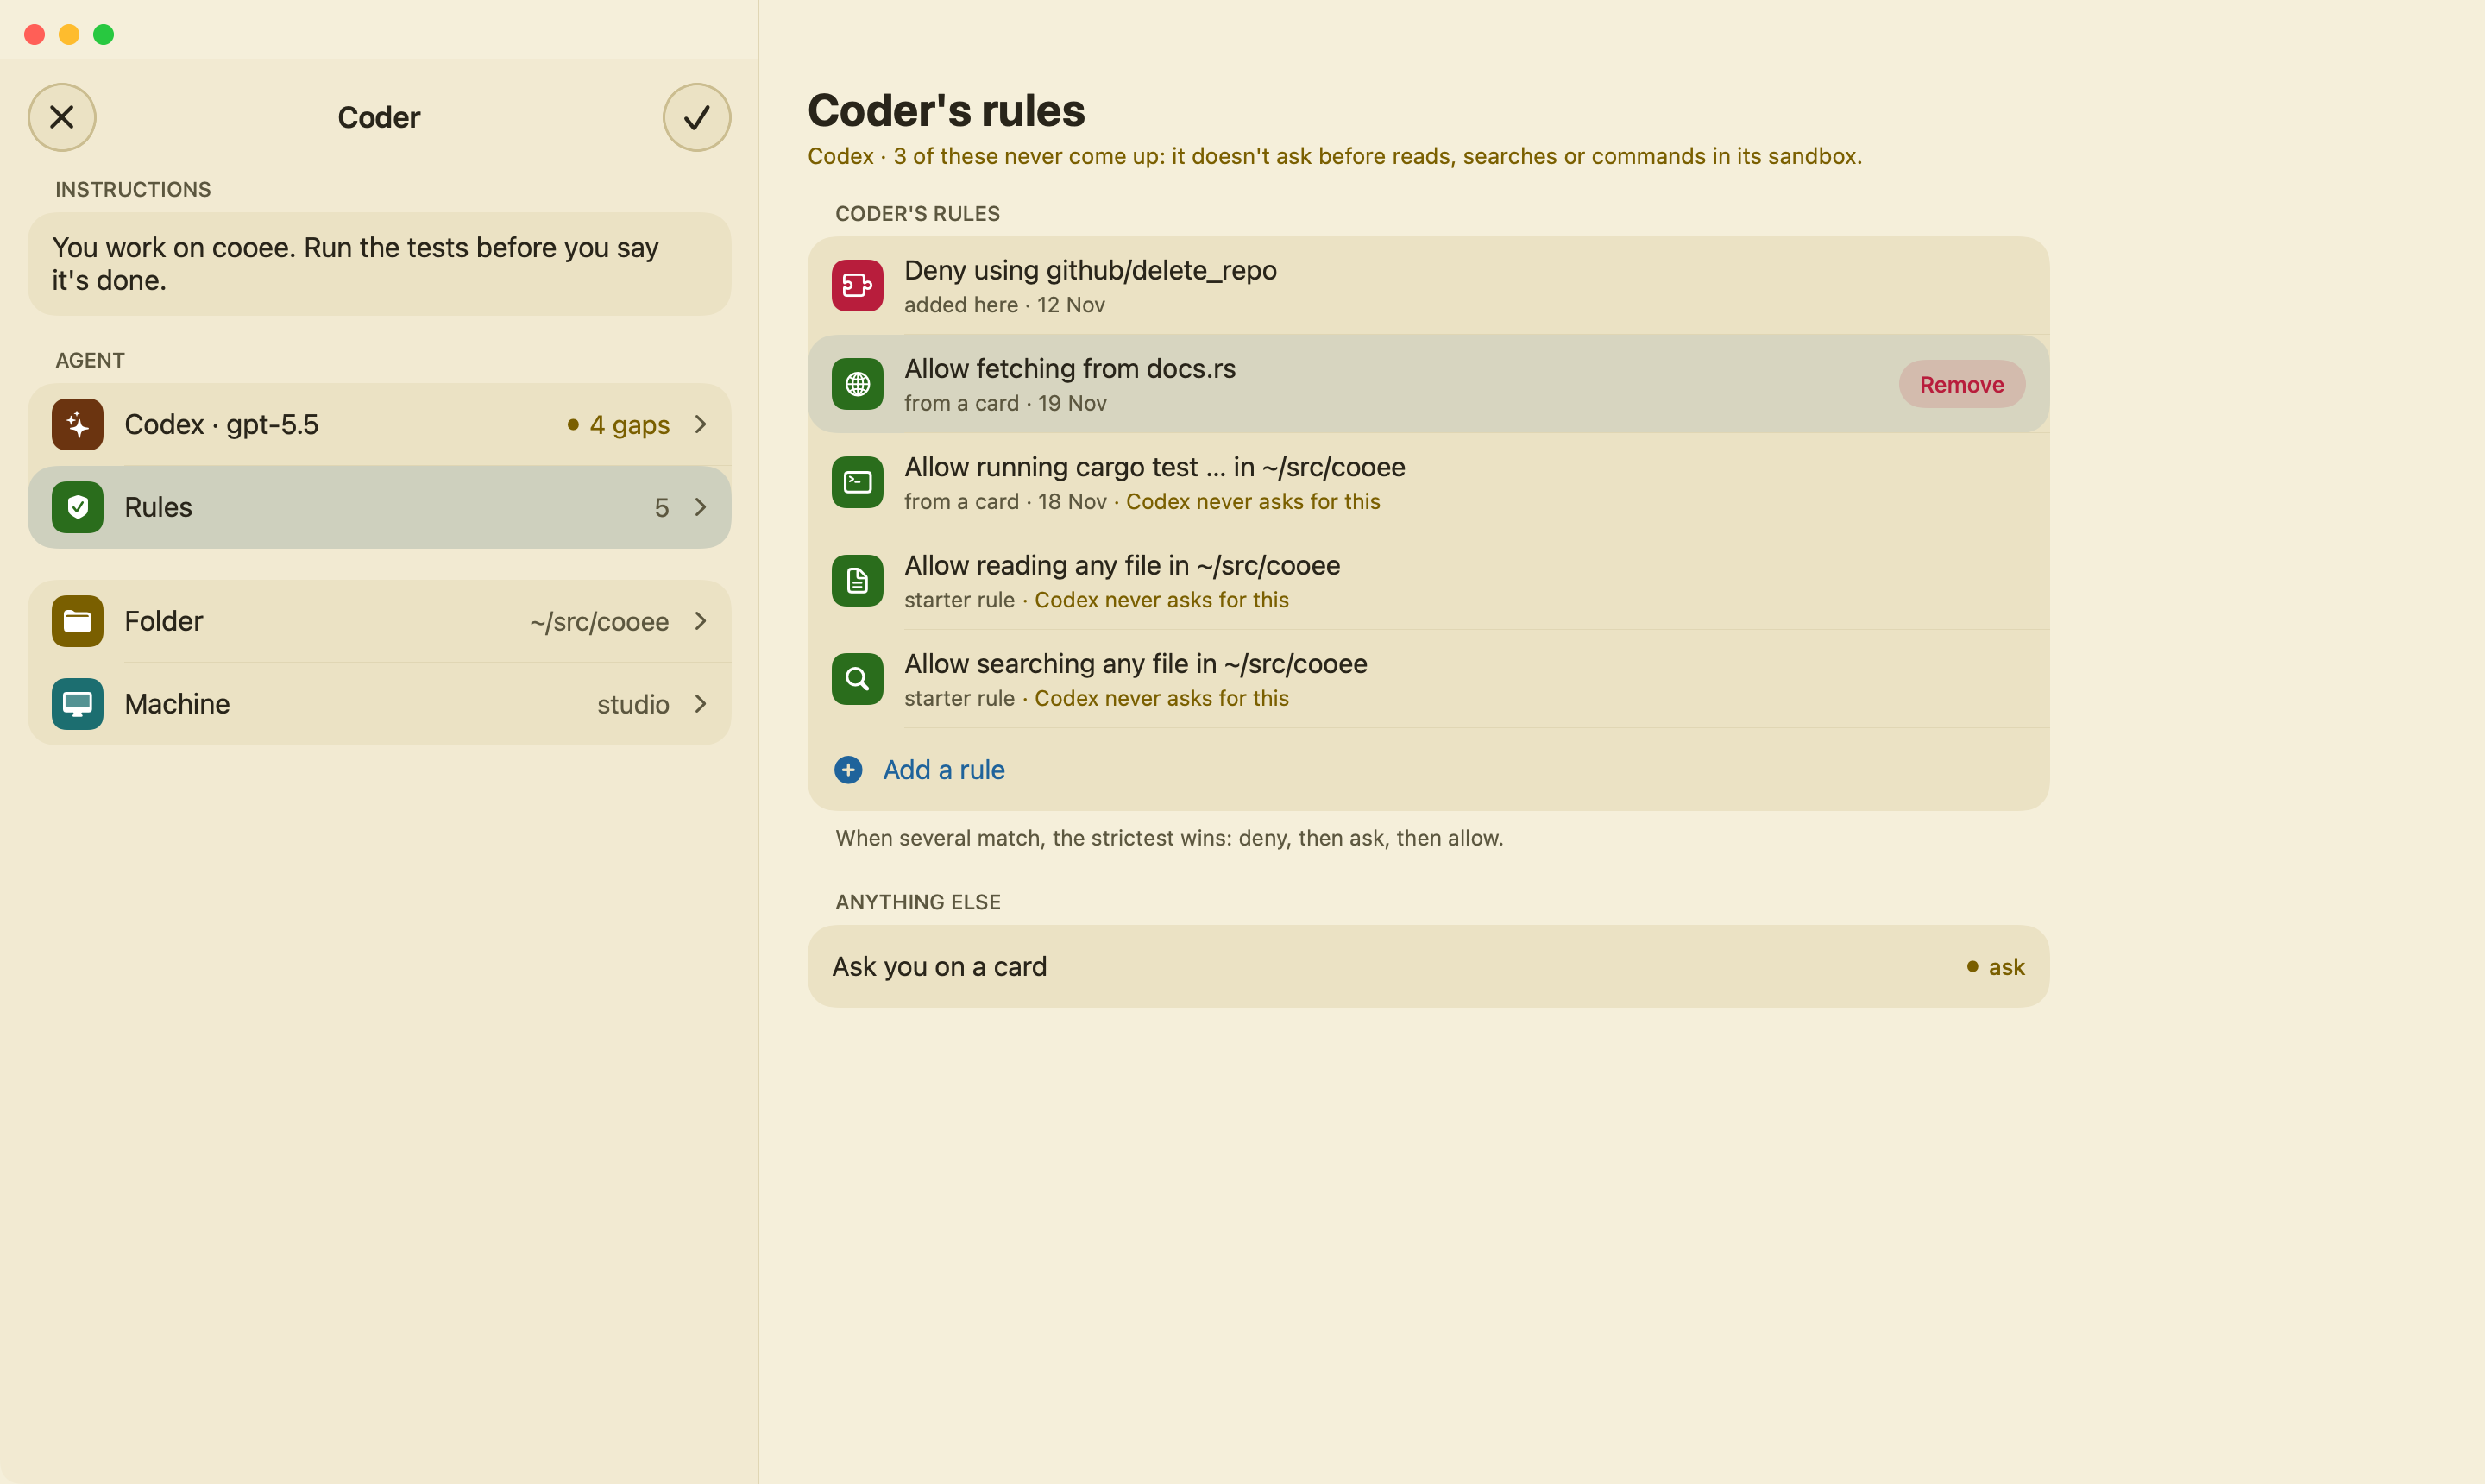 Coder
INSTRUCTIONS
You work on cooee. Run the tests before you say
it's done.
AGENT
Codex · gpt-5.5
4 gaps
Rules
5
Folder
~/src/cooee
Machine
studio
Coder's rules
Codex · 3 of these never come up: it doesn't ask before reads, searches or commands in its sandbox.
CODER'S RULES
Deny using github/delete_repo
added here · 12 Nov
Allow fetching from docs.rs
from a card · 19 Nov
Remove
Allow running cargo test ... in ~/src/cooee
from a card · 18 Nov · Codex never asks for this
Allow reading any file in ~/src/cooee
starter rule · Codex never asks for this
Allow searching any file in ~/src/cooee
starter rule · Codex never asks for this
Add a rule
When several match, the strictest wins: deny, then ask, then allow.
ANYTHING ELSE
Ask you on a card
ask